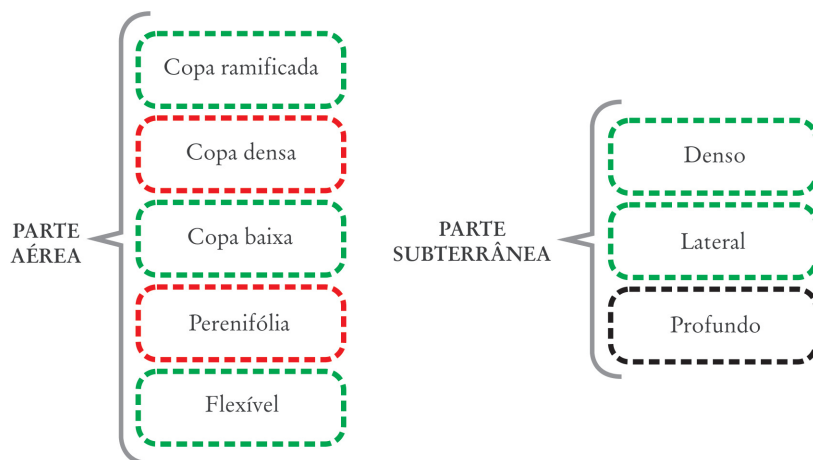 PARTE
AÉREA
Copa ramificada
Copa densa
Copa baixa
Perenifólia
Flexível
PARTE
SUBTERRÂNEA
Denso
Lateral
Profundo